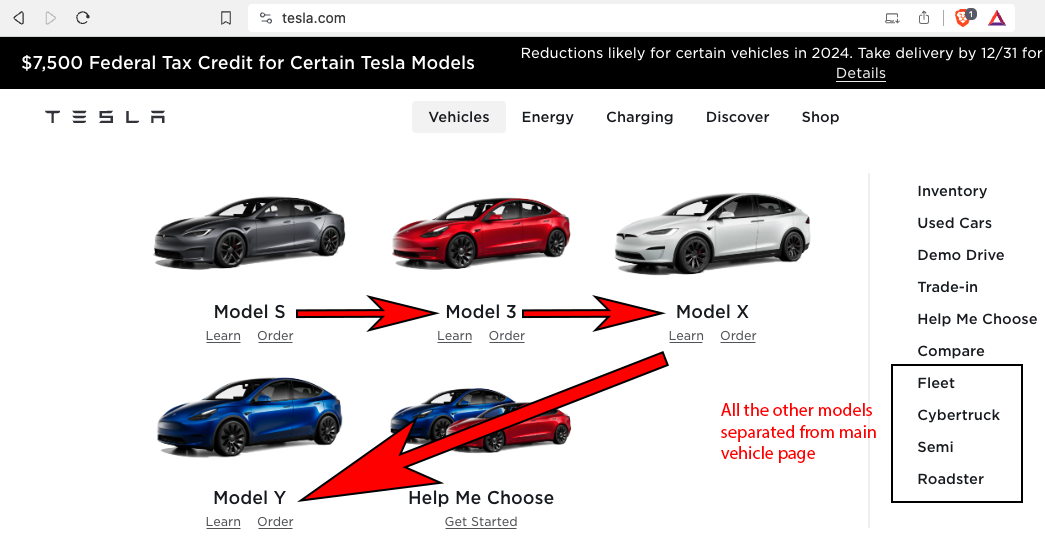 tesla.com
1
$7,500 Federal Tax Credit for Certain Tesla Models
Reductions likely for certain vehicles in 2024. Take delivery by 12/31 for
Details
TESLA
Vehicles Energy Charging Discover Shop
Model S Model 3 Model X
Learn Order Learn Order Learn Order
Model Y Help Me Choose
Learn Order Get Started
All the other models
separated from main
vehicle page
Inventory
Used Cars
Demo Drive
Trade-in
Help Me Choose
Compare
Fleet
Cybertruck
Semi
Roadster